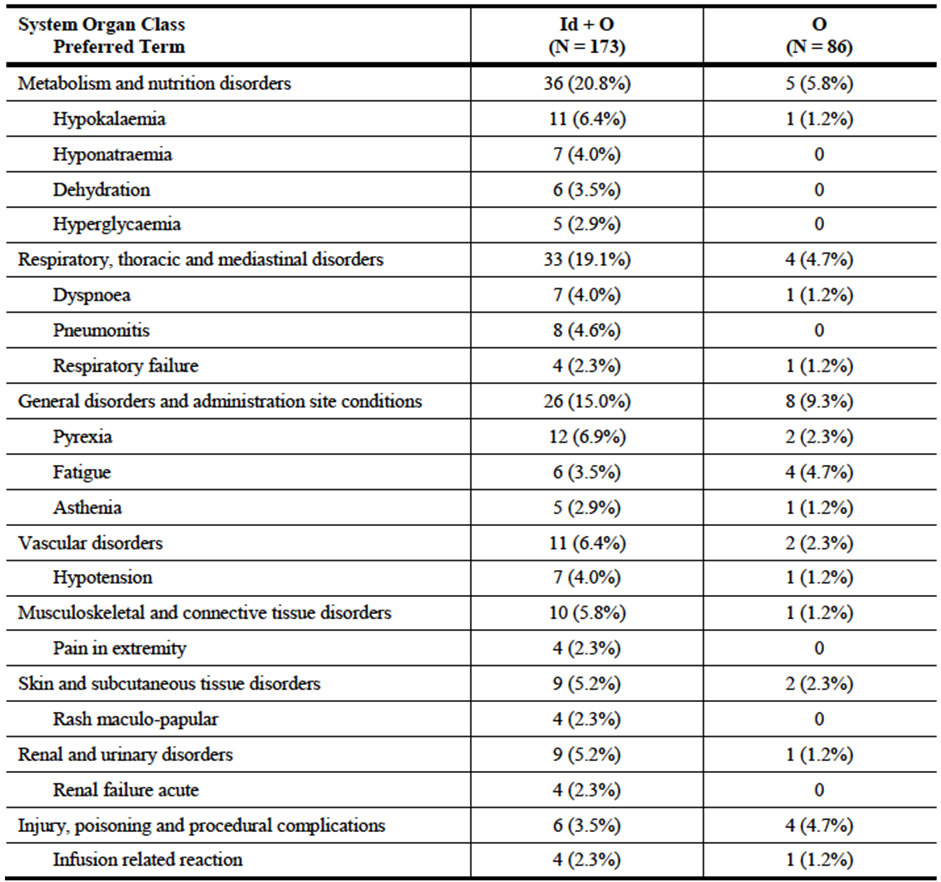 System Organ Class
Preferred Term
Id + O
(N = 173)
O
(N = 86)
Metabolism and nutrition disorders 36 (20.8%) 5 (5.8%)
Hypokalaemia 11 (6.4%) 1 (1.2%)
Hyponatraemia 7 (4.0%) 0
Dehydration 6 (3.5%) 0
Hyperglycaemia 5 (2.9%) 0
Respiratory, thoracic and mediastinal disorders 33 (19.1%) 4 (4.7%)
Dyspnoea 7 (4.0%) 1 (1.2%)
Pneumonitis 8 (4.6%) 0
Respiratory failure 4 (2.3%) 1 (1.2%)
General disorders and administration site conditions 26 (15.0%) 8 (9.3%)
Pyrexia 12 (6.9%) 2 (2.3%)
Fatigue 6 (3.5%) 4 (4.7%)
Asthenia 5 (2.9%) 1 (1.2%)
Vascular disorders 11 (6.4%) 2 (2.3%)
Hypotension 7 (4.0%) 1 (1.2%)
Musculoskeletal and connective tissue disorders 10 (5.8%) 1 (1.2%)
Pain in extremity 4 (2.3%) 0
Skin and subcutaneous tissue disorders 9 (5.2%) 2 (2.3%)
Rash maculo-papular 4 (2.3%) 0
Renal and urinary disorders 9 (5.2%) 1 (1.2%)
Renal failure acute 4 (2.3%) 0
Injury, poisoning and procedural complications 6 (3.5%) 4 (4.7%)
Infusion related reaction 4 (2.3%) 1 (1.2%)